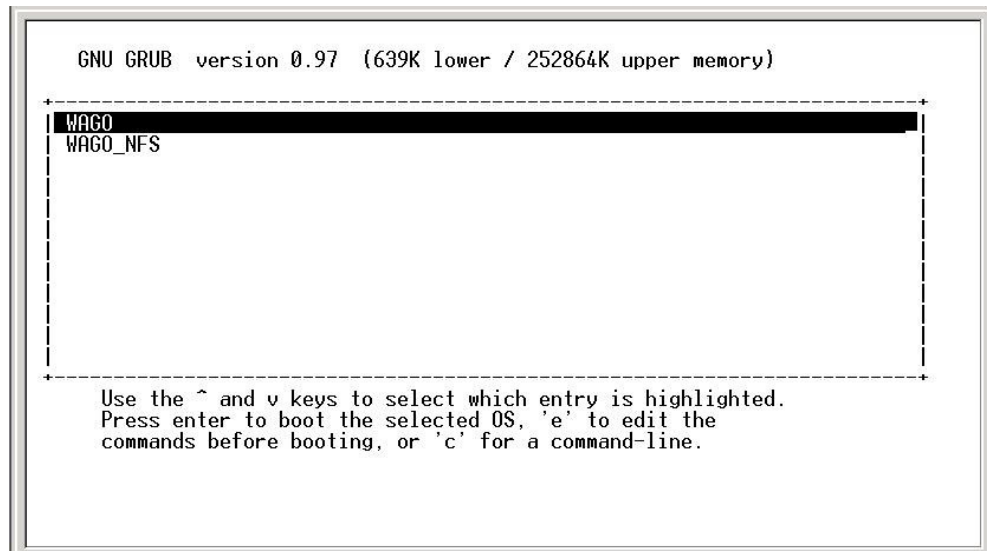 GNU GRUB version 0.97 (639K lower / 252864K upper memory)
WAGO
WAGO_NFS
Use the ^ and v keys to select which entry is highlighted.
Press enter to boot the selected OS, 'e' to edit the
commands before booting, or 'c' for a command-line.